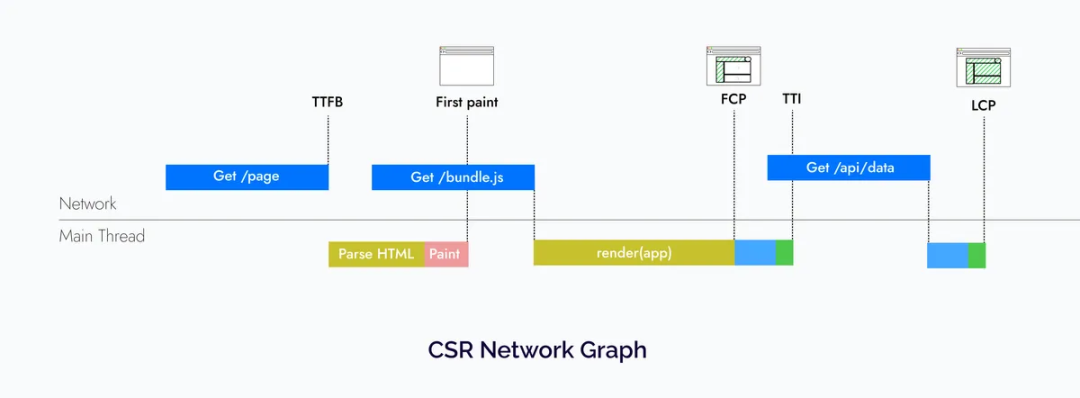 TTFB
First paint
FCP
TTI
LCP
Get /page
Get /bundle.js
Get /api/data
Network
Main Thread
Parse HTML
Paint
render(app)
CSR Network Graph